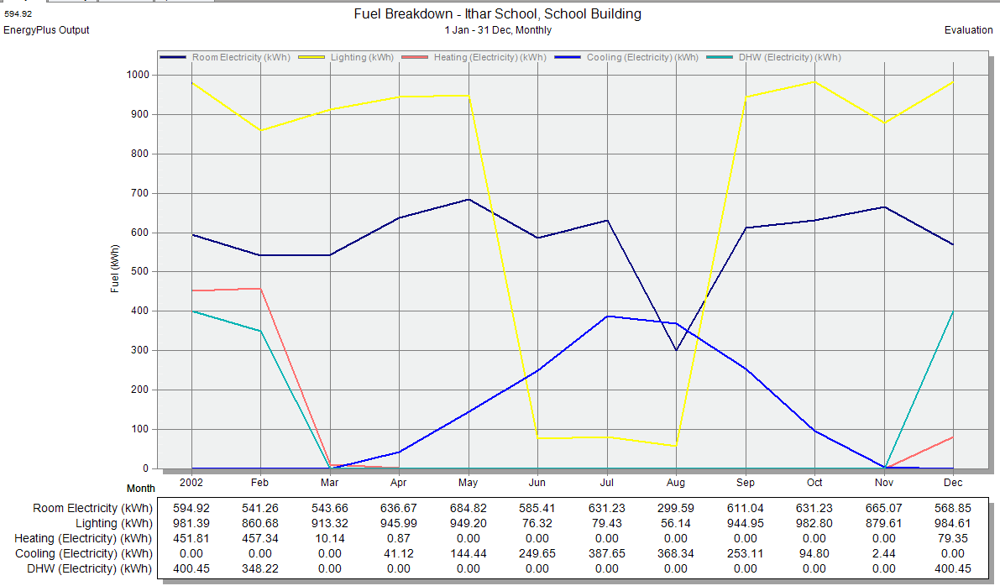 594.92
Fuel Breakdown - Ithar School, School Building
EnergyPlus Output
1 Jan - 31 Dec, Monthly
Evaluation
Room Electricity (kWh) Lighting (kWh) Heating (Electricity) (kWh) Cooling (Electricity) (kWh) DHW (Electricity) (kWh)
1000
900
800
700
600
500
400
300
200
100
0
Fuel (kWh)
Month 2002 Feb Mar Apr May Jun Jul Aug Sep Oct Nov Dec
Room Electricity (kWh) 594.92 541.26 543.66 636.67 684.82 585.41 631.23 299.59 611.04 631.23 665.07 568.85
Lighting (kWh) 981.39 860.68 913.32 945.99 949.20 76.32 79.43 56.14 944.95 982.80 879.61 984.61
Heating (Electricity) (kWh) 451.81 457.34 10.14 0.87 0.00 0.00 0.00 0.00 0.00 0.00 0.00 79.35
Cooling (Electricity) (kWh) 0.00 0.00 0.00 41.12 144.44 249.65 387.65 368.34 253.11 94.80 2.44 0.00
DHW (Electricity) (kWh) 400.45 348.22 0.00 0.00 0.00 0.00 0.00 0.00 0.00 0.00 0.00 400.45